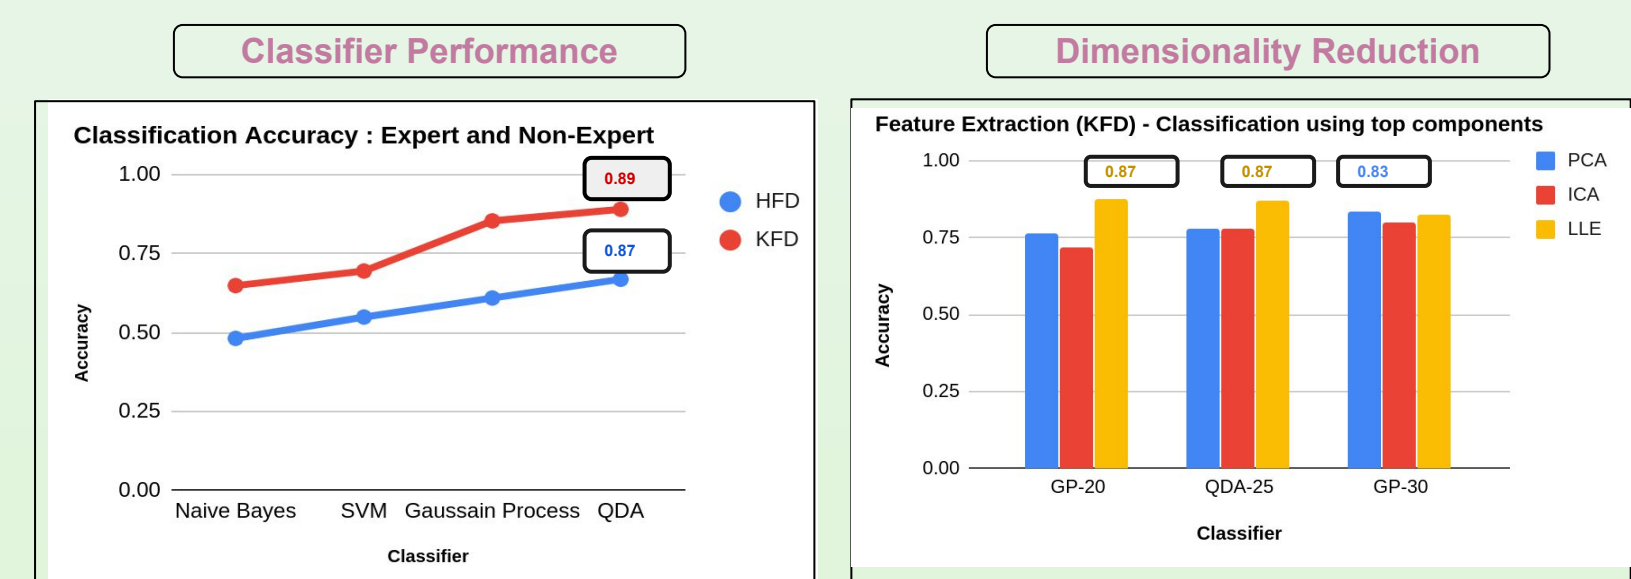 Classifier Performance
Classification Accuracy : Expert and Non-Expert
1.00
0.75
0.50
0.25
0.00
Accuracy
0.89
0.87
HFD
KFD
Naive Bayes SVM Gaussain Process QDA
Classifier
Dimensionality Reduction
Feature Extraction (KFD) - Classification using top components
1.00
0.75
0.50
0.25
0.00
Accuracy
0.87 0.87 0.83
PCA
ICA
LLE
GP-20 QDA-25 GP-30
Classifier